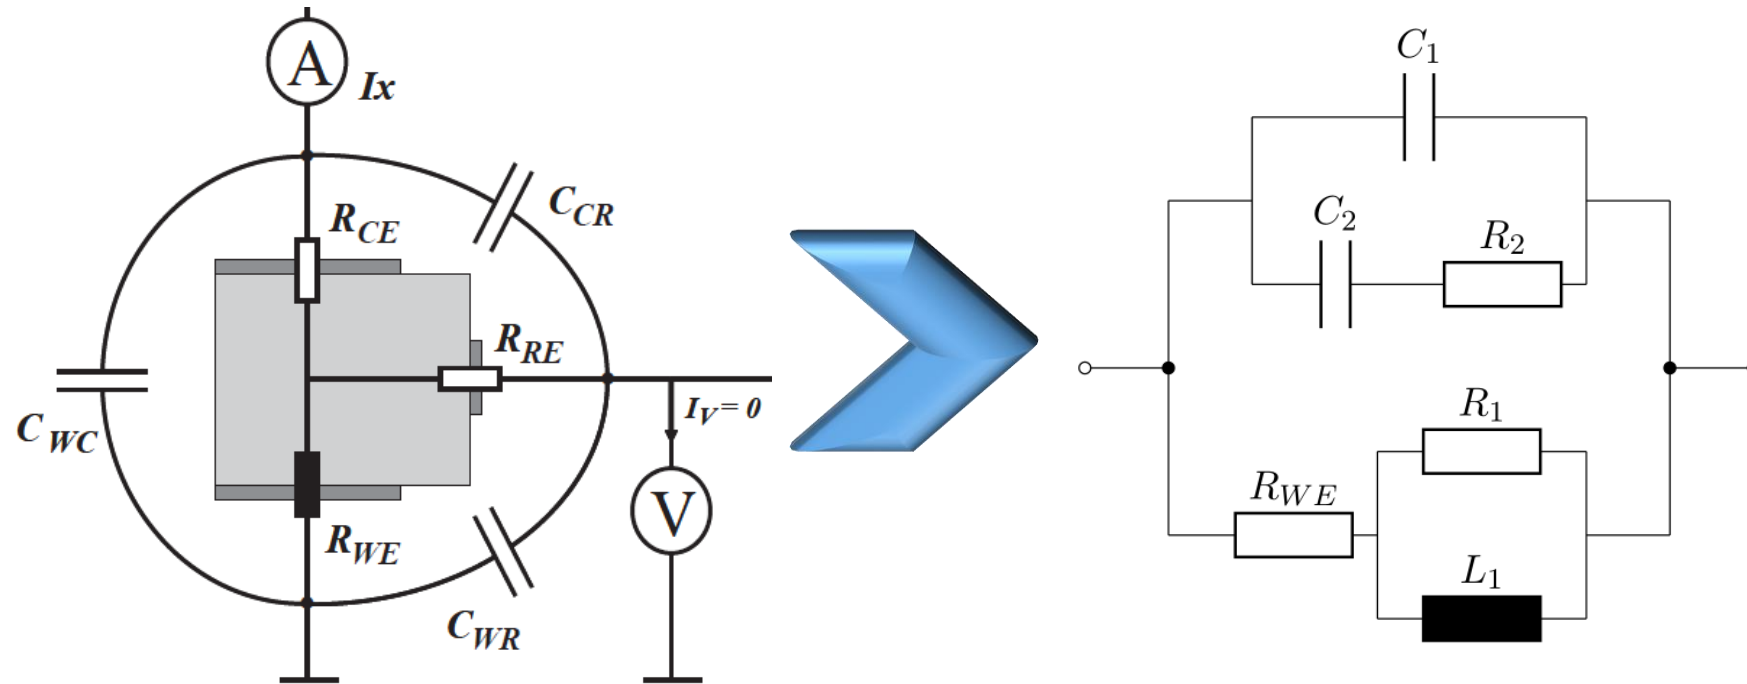 A
Ix
C_CR
R_CE
R_RE
I_V = 0
C_WC
V
R_WE
C_WR
C_1
C_2
R_2
R_1
R_WE
L_1